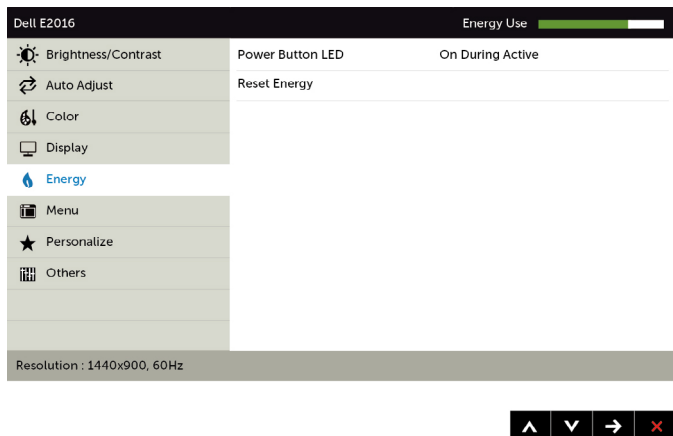 Dell E2016 Energy Use
Brightness/Contrast Power Button LED On During Active
Auto Adjust Reset Energy
Color
Display
Energy
Menu
Personalize
Others
Resolution : 1440x900, 60Hz